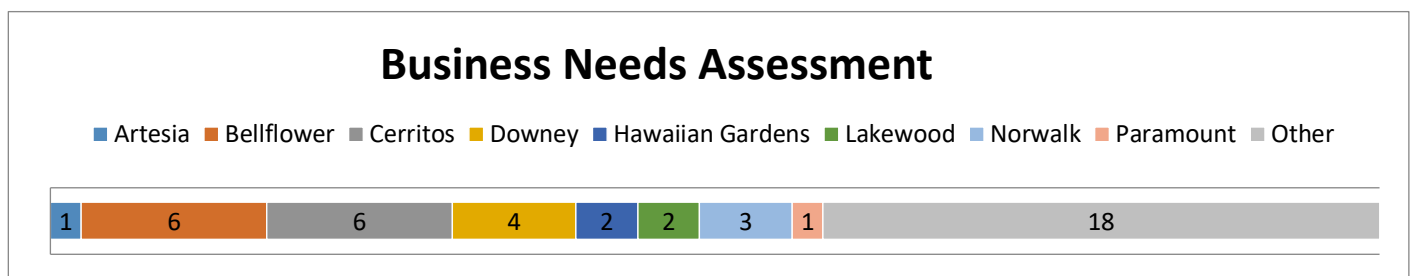 Business Needs Assessment
Artesia Bellflower Cerritos Downey Hawaiian Gardens Lakewood Norwalk Paramount Other
1 6 6 4 2 2 3 1 18